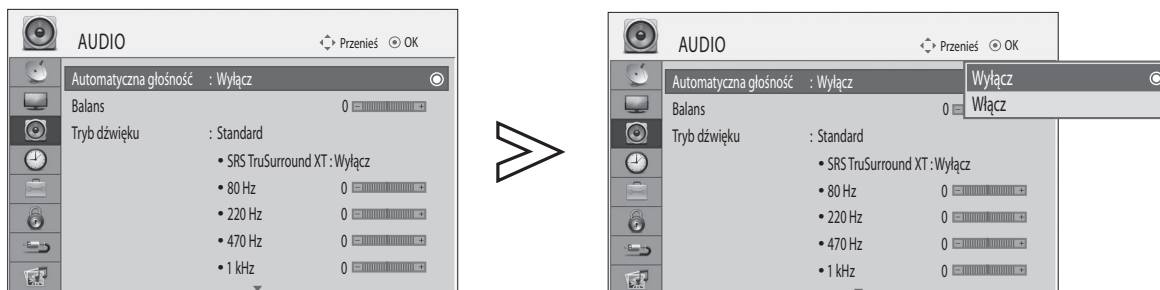 AUDIO Przenieś OK
Automatyczna głośność : Wyłącz
Balans 0 - +
Tryb dźwięku : Standard
• SRS TruSurround XT : Wyłącz
• 80 Hz 0 - +
• 220 Hz 0 - +
• 470 Hz 0 - +
• 1 kHz 0 - +
AUDIO Przenieś OK
Automatyczna głośność : Wyłącz
Balans 0 -
Tryb dźwięku : Standard
• SRS TruSurround XT : Wyłącz
• 80 Hz 0 - +
• 220 Hz 0 - +
• 470 Hz 0 - +
• 1 kHz 0 - +
Wyłącz
Włącz